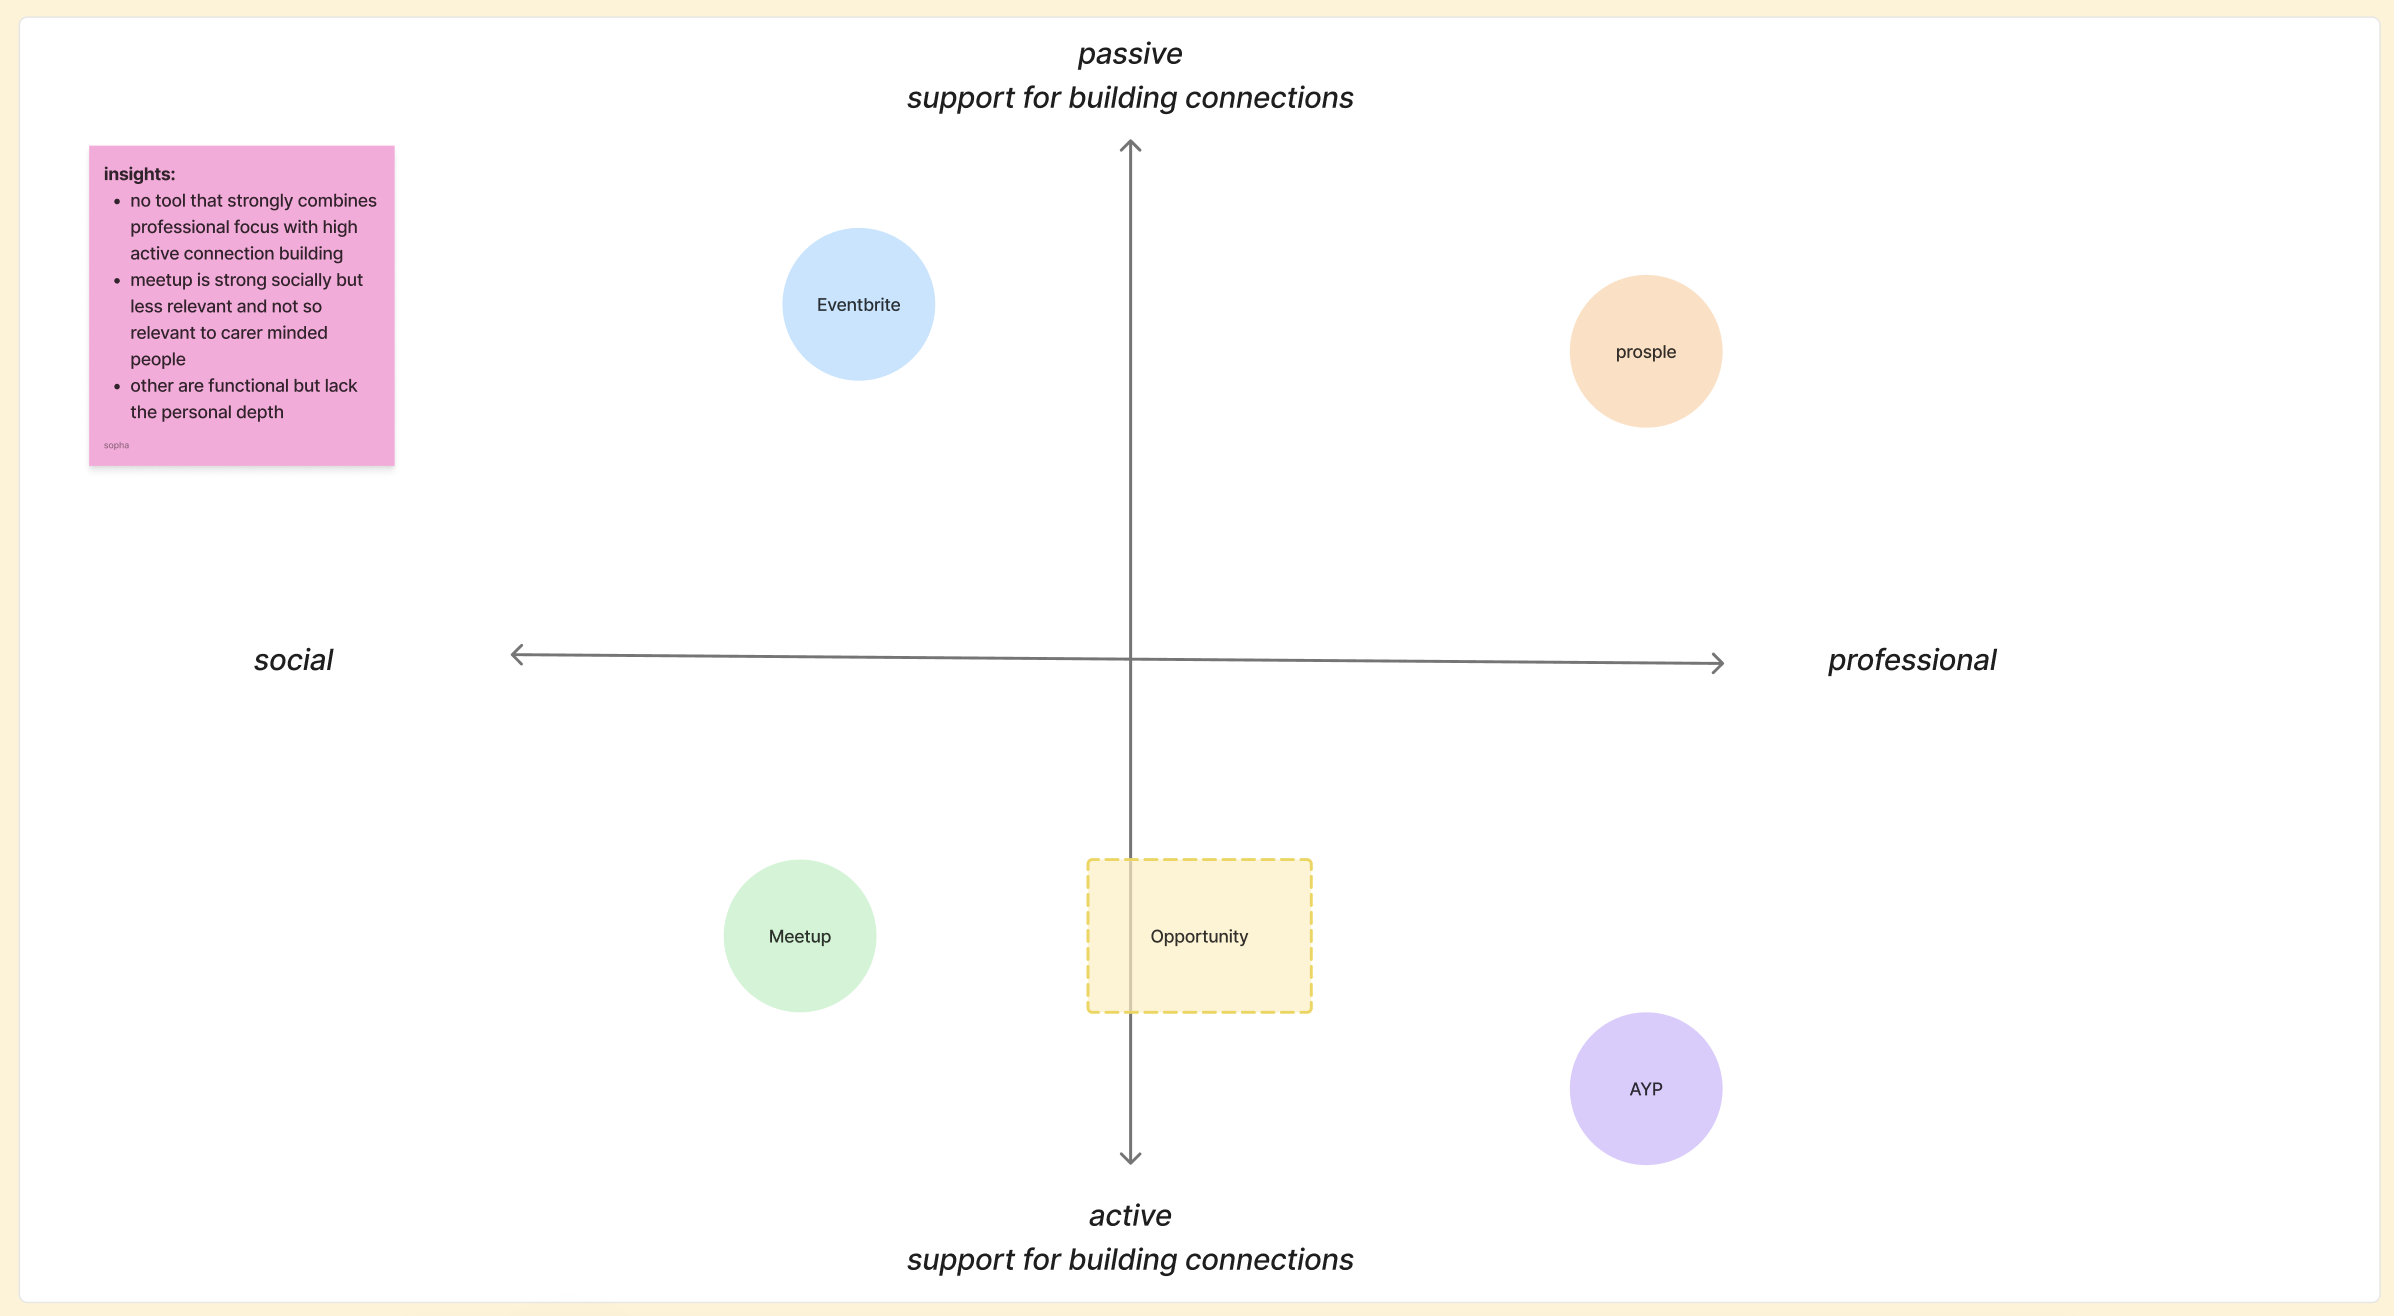 passive
support for building connections
insights:
no tool that strongly combines
professional focus with high
active connection building
meetup is strong socially but
less relevant and not so
relevant to carer minded
people
other are functional but lack
the personal depth
sopha
Eventbrite
prosple
social
professional
Meetup
Opportunity
AYP
active
support for building connections